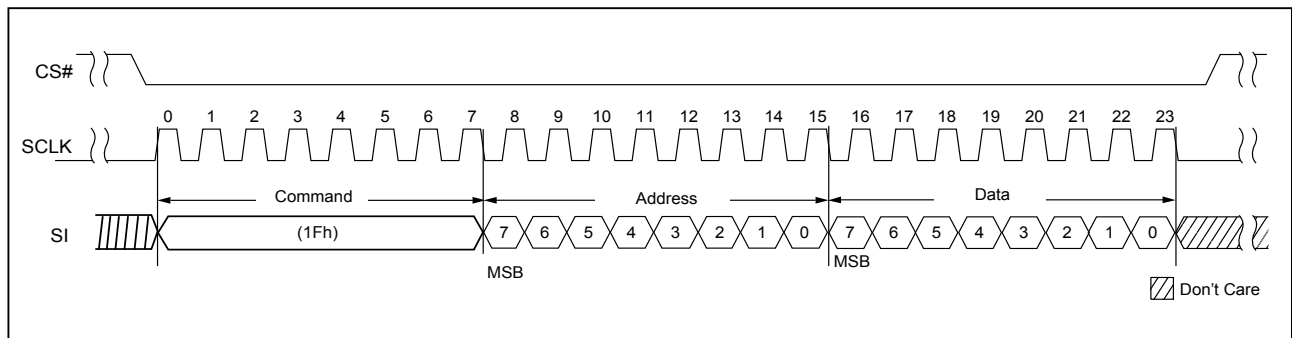 CS#
0 1 2 3 4 5 6 7 8 9 10 11 12 13 14 15 16 17 18 19 20 21 22 23
SCLK
Command Address Data
SI (1Fh) 7 6 5 4 3 2 1 0 7 6 5 4 3 2 1 0
MSB MSB
Don't Care